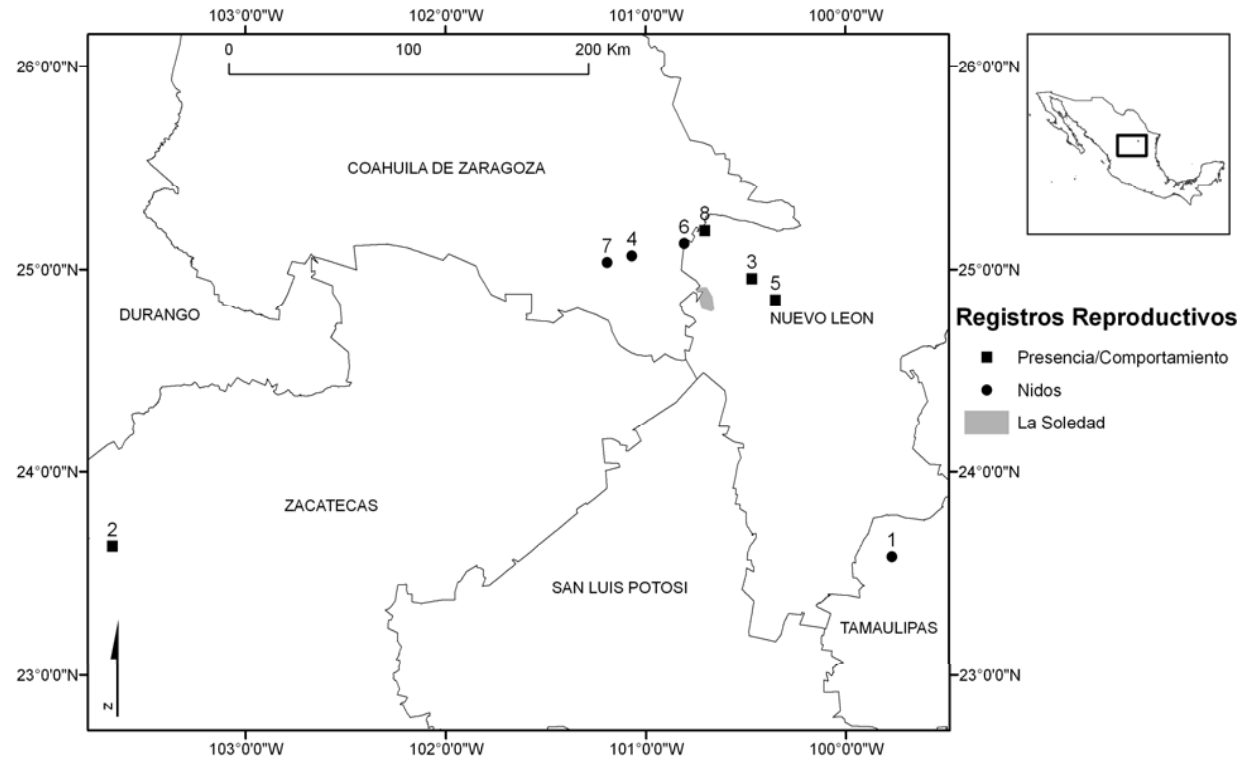 103°0'0"W 102°0'0"W 101°0'0"W 100°0'0"W
0 100 200 Km
26°0'0"N 26°0'0"N
COAHUILA DE ZARAGOZA
8
6
4
7
25°0'0"N 25°0'0"N
3
5
DURANGO
NUEVO LEON
Registros Reproductivos
Presencia/Comportamiento
Nidos
La Soledad
24°0'0"N 24°0'0"N
ZACATECAS
2
1
SAN LUIS POTOSI
TAMAULIPAS
23°0'0"N 23°0'0"N
N
103°0'0"W 102°0'0"W 101°0'0"W 100°0'0"W